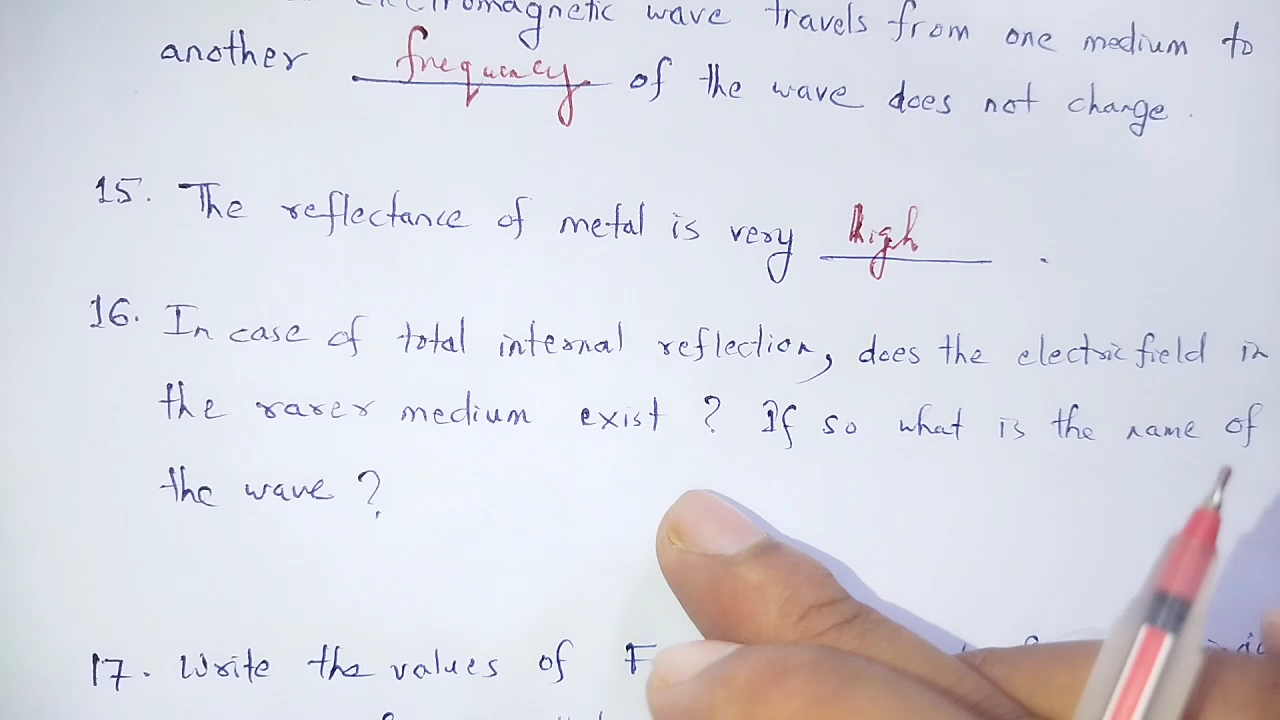 electromagnetic wave travels from one medium to
another frequency of the wave does not change.
15. The reflectance of metal is very high.
16. In case of total internal reflection, does the electric field in
the rarer medium exist? If so what is the name of
the wave?
17. Write the values of